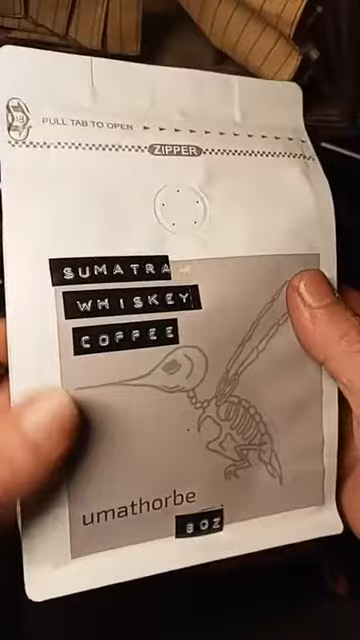 PULL TAB TO OPEN
ZIPPER
SUMATRA
WHISKEY
COFFEE
umathorbe
8OZ